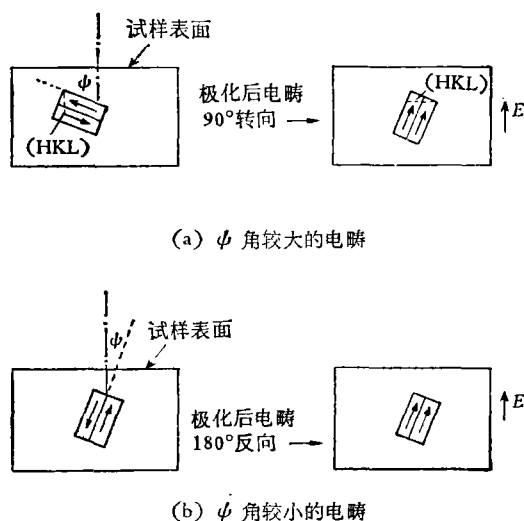 试样表面
ψ
(HKL)
极化后电畴
90°转向
(HKL)
E
(a) ψ 角较大的电畴
ψ
试样表面
极化后电畴
180°反向
E
(b) ψ 角较小的电畴